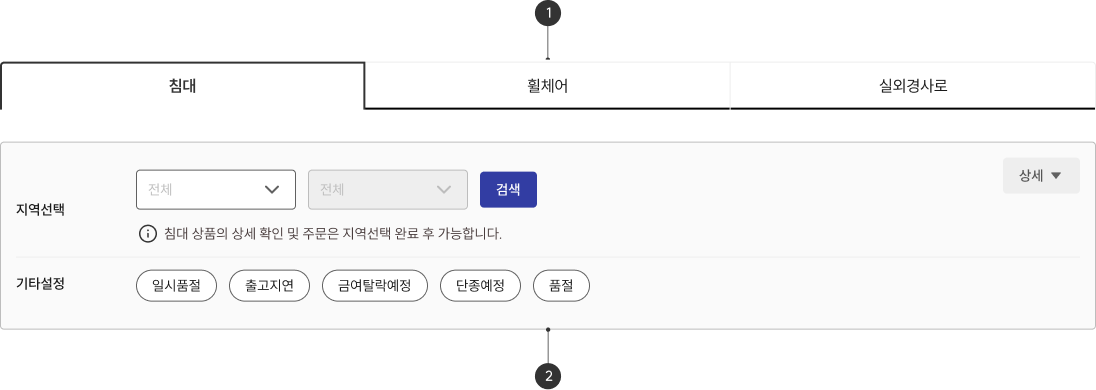 1
침대
휠체어
실외경사로
상세
지역선택
전체
전체
검색
침대 상품의 상세 확인 및 주문은 지역선택 완료 후 가능합니다.
기타설정
일시품절
출고지연
금여탈락예정
단종예정
품절
2